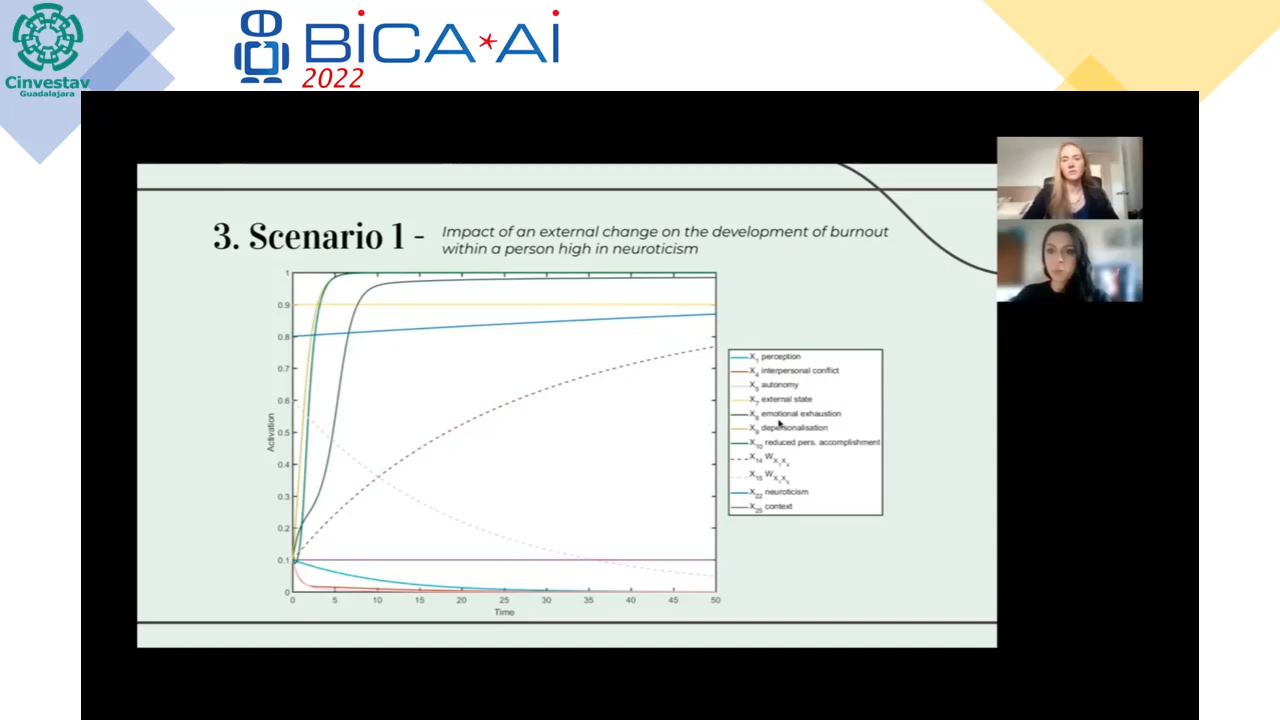 Cinvestav
Guadalajara
BiCA*Ai
2022
3. Scenario 1 -
Impact of an external change on the development of burnout
within a person high in neuroticism
1
0.9
0.8
0.7
0.6
0.5
0.4
0.3
0.2
0.1
0
Activation
0 5 10 15 20 25 30 35 40 45 50
Time
X1 perception
X4 interpersonal conflict
X5 autonomy
X7 external state
X8 emotional exhaustion
X9 depersonalisation
X10 reduced pers. accomplishment
X14 W
X15 W
X22 neuroticism
X25 context